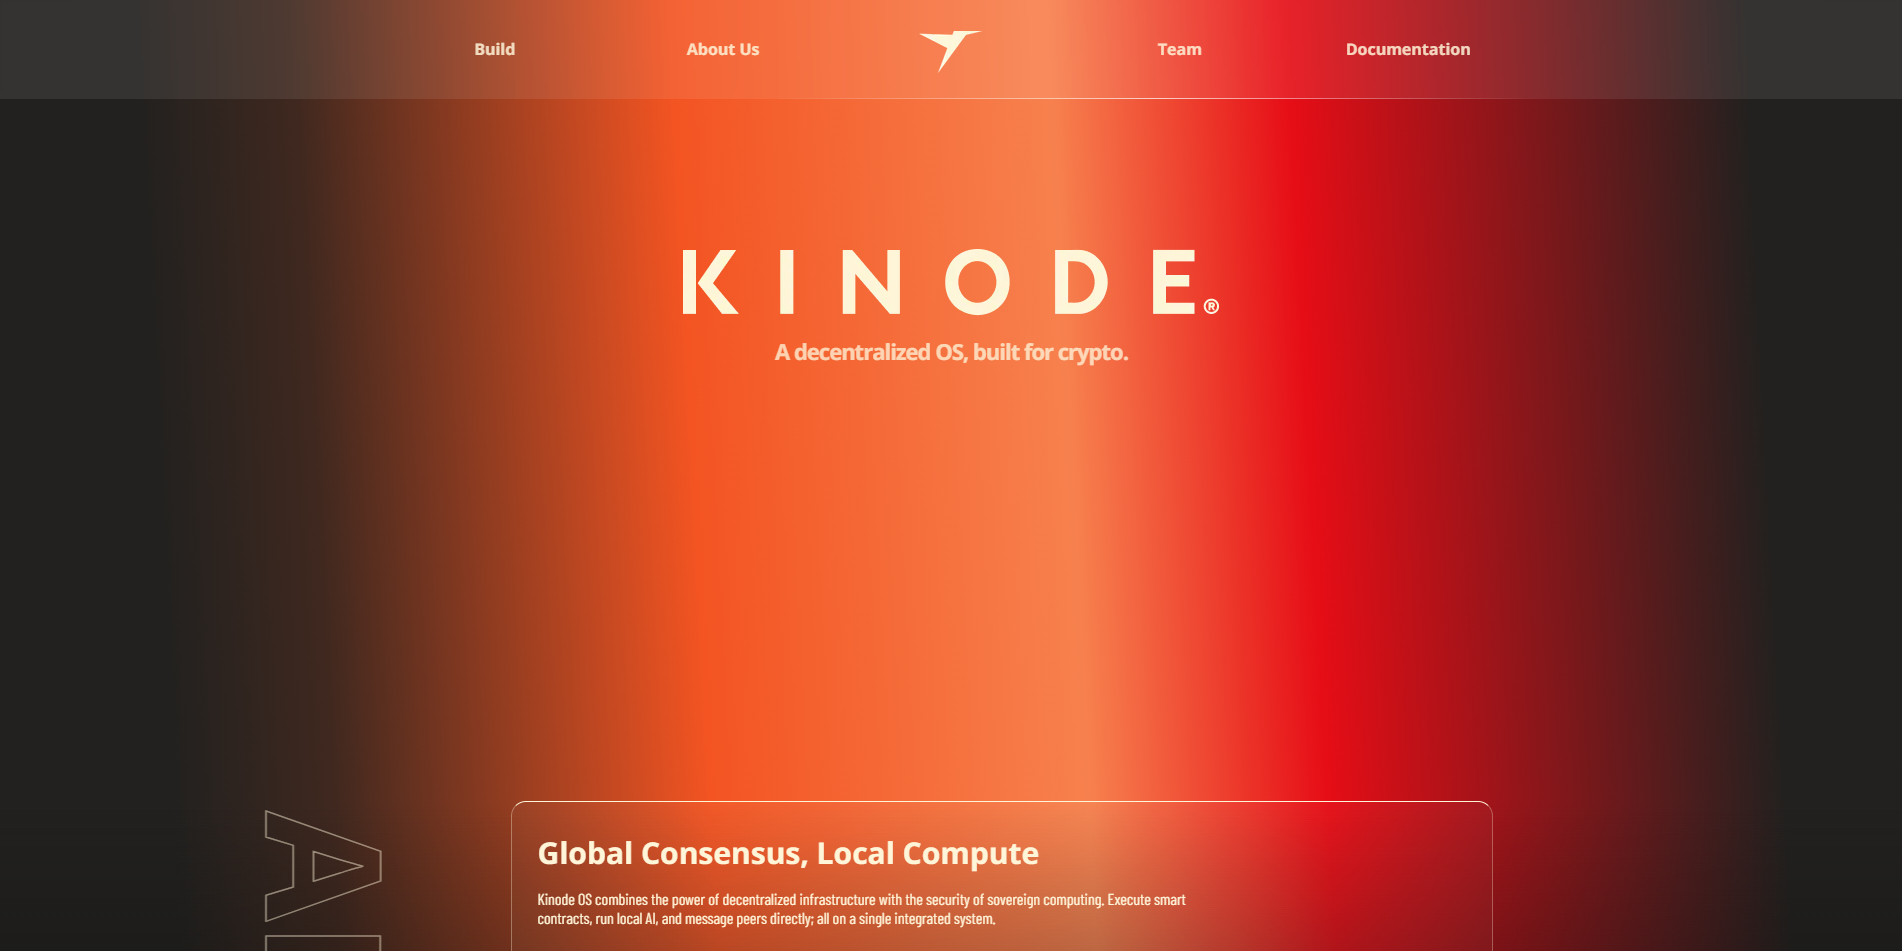 Build
About Us
Team
Documentation
KINODE®
A decentralized OS, built for crypto.
A
Global Consensus, Local Compute
Kinode OS combines the power of decentralized infrastructure with the security of sovereign computing. Execute smart
contracts, run local AI, and message peers directly; all on a single integrated system.